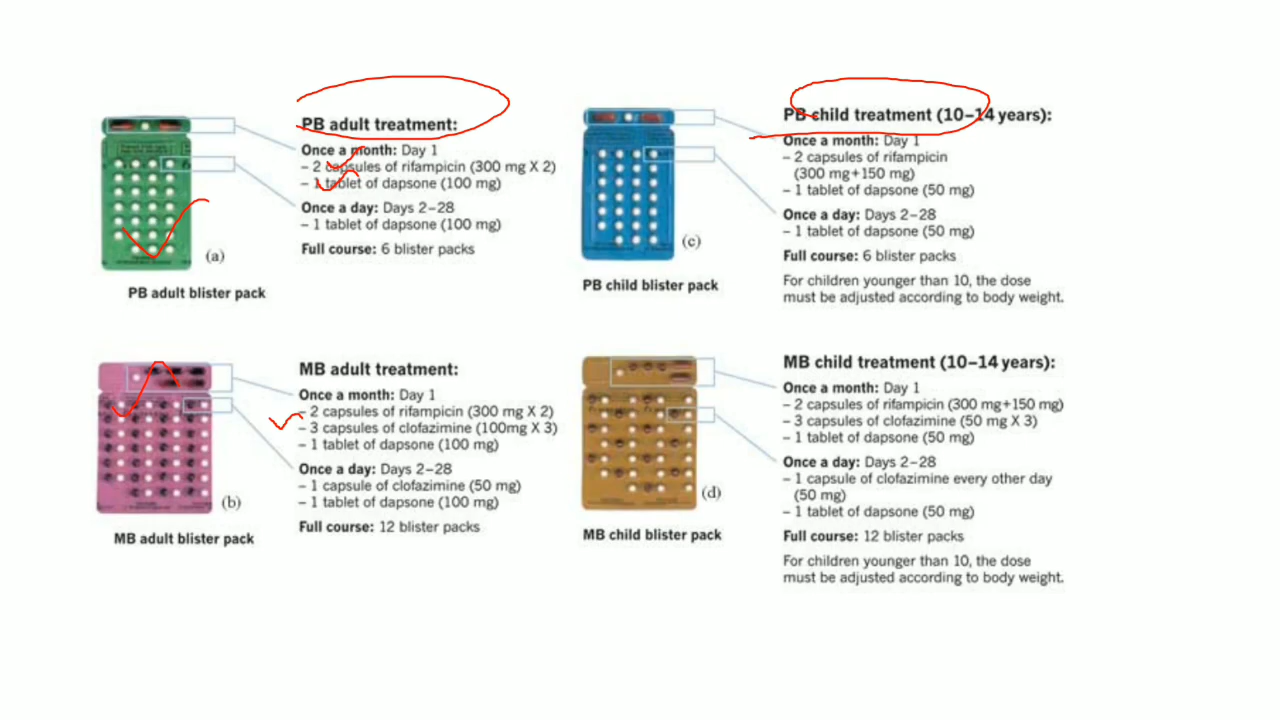 PB adult treatment:
Once a month: Day 1
– 2 capsules of rifampicin (300 mg X 2)
– 1 tablet of dapsone (100 mg)
Once a day: Days 2–28
– 1 tablet of dapsone (100 mg)
Full course: 6 blister packs
(a)
PB adult blister pack
PB child treatment (10–14 years):
Once a month: Day 1
– 2 capsules of rifampicin
(300 mg+150 mg)
– 1 tablet of dapsone (50 mg)
Once a day: Days 2–28
– 1 tablet of dapsone (50 mg)
Full course: 6 blister packs
For children younger than 10, the dose
must be adjusted according to body weight.
(c)
PB child blister pack
MB adult treatment:
Once a month: Day 1
– 2 capsules of rifampicin (300 mg X 2)
– 3 capsules of clofazimine (100mg X 3)
– 1 tablet of dapsone (100 mg)
Once a day: Days 2–28
– 1 capsule of clofazimine (50 mg)
– 1 tablet of dapsone (100 mg)
Full course: 12 blister packs
(b)
MB adult blister pack
MB child treatment (10–14 years):
Once a month: Day 1
– 2 capsules of rifampicin (300 mg+150 mg)
– 3 capsules of clofazimine (50 mg X 3)
– 1 tablet of dapsone (50 mg)
Once a day: Days 2–28
– 1 capsule of clofazimine every other day
(50 mg)
– 1 tablet of dapsone (50 mg)
Full course: 12 blister packs
For children younger than 10, the dose
must be adjusted according to body weight.
(d)
MB child blister pack